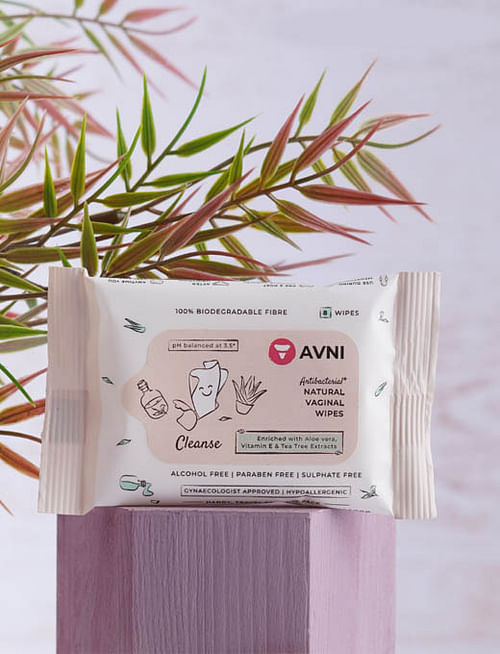 100% BIODEGRADABLE FIBRE
8 WIPES
pH balanced at 3.5*
AVNI
Antibacterial*
NATURAL
VAGINAL
WIPES
Cleanse
Enriched with Aloe vera,
Vitamin E & Tea Tree Extracts
ALCOHOL FREE | PARABEN FREE | SULPHATE FREE
GYNAECOLOGIST APPROVED | HYPOALLERGENIC